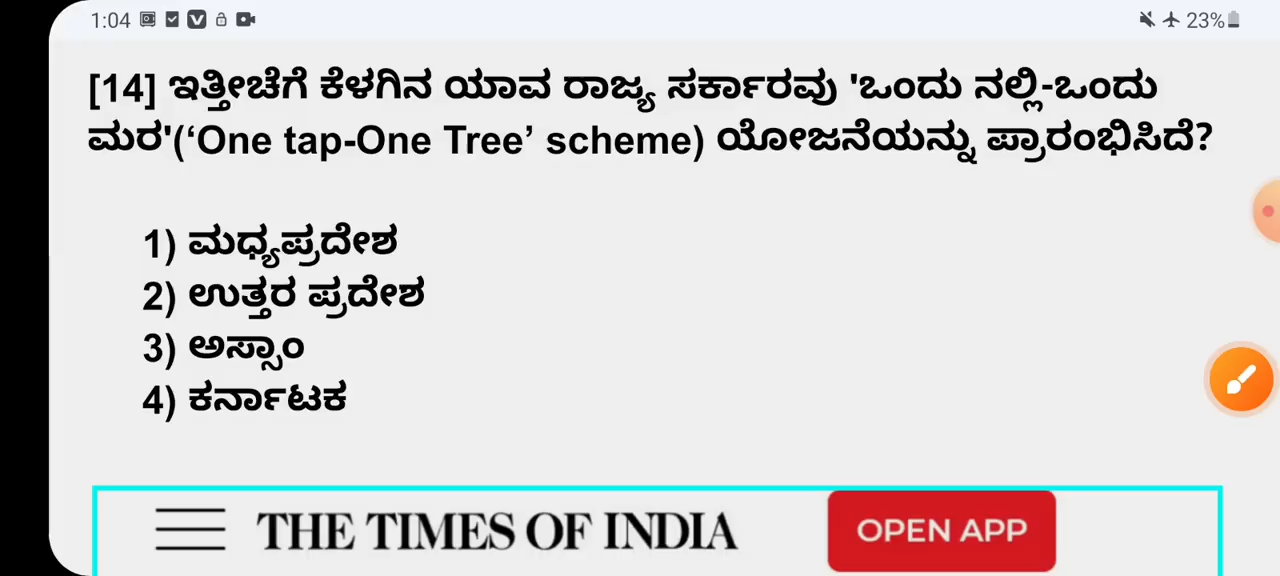 1:04
23%
[14] ಇತ್ತೀಚೆಗೆ ಕೆಳಗಿನ ಯಾವ ರಾಜ್ಯ ಸರ್ಕಾರವು 'ಒಂದು ನಲ್ಲಿ-ಒಂದು
ಮರ'(‘One tap-One Tree’ scheme) ಯೋಜನೆಯನ್ನು ಪ್ರಾರಂಭಿಸಿದೆ?
1) ಮಧ್ಯಪ್ರದೇಶ
2) ಉತ್ತರ ಪ್ರದೇಶ
3) ಅಸ್ಸಾಂ
4) ಕರ್ನಾಟಕ
THE TIMES OF INDIA
OPEN APP